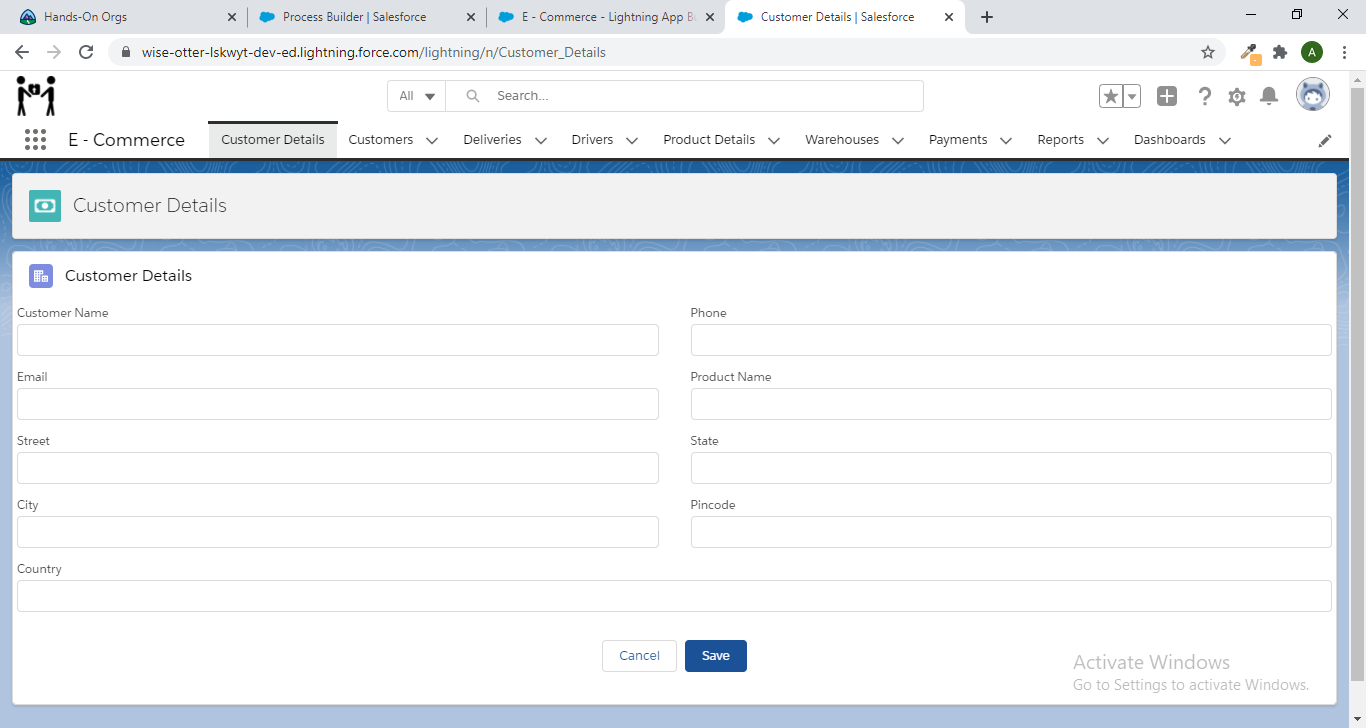 Hands-On Orgs
Process Builder | Salesforce
E - Commerce - Lightning App B
Customer Details | Salesforce
wise-otter-lskwyt-dev-ed.lightning.force.com/lightning/n/Customer_Details
A
All
Search...
E - Commerce
Customer Details
Customers
Deliveries
Drivers
Product Details
Warehouses
Payments
Reports
Dashboards
Customer Details
Customer Details
Customer Name
Phone
Email
Product Name
Street
State
City
Pincode
Country
Cancel
Save
Activate Windows
Go to Settings to activate Windows.